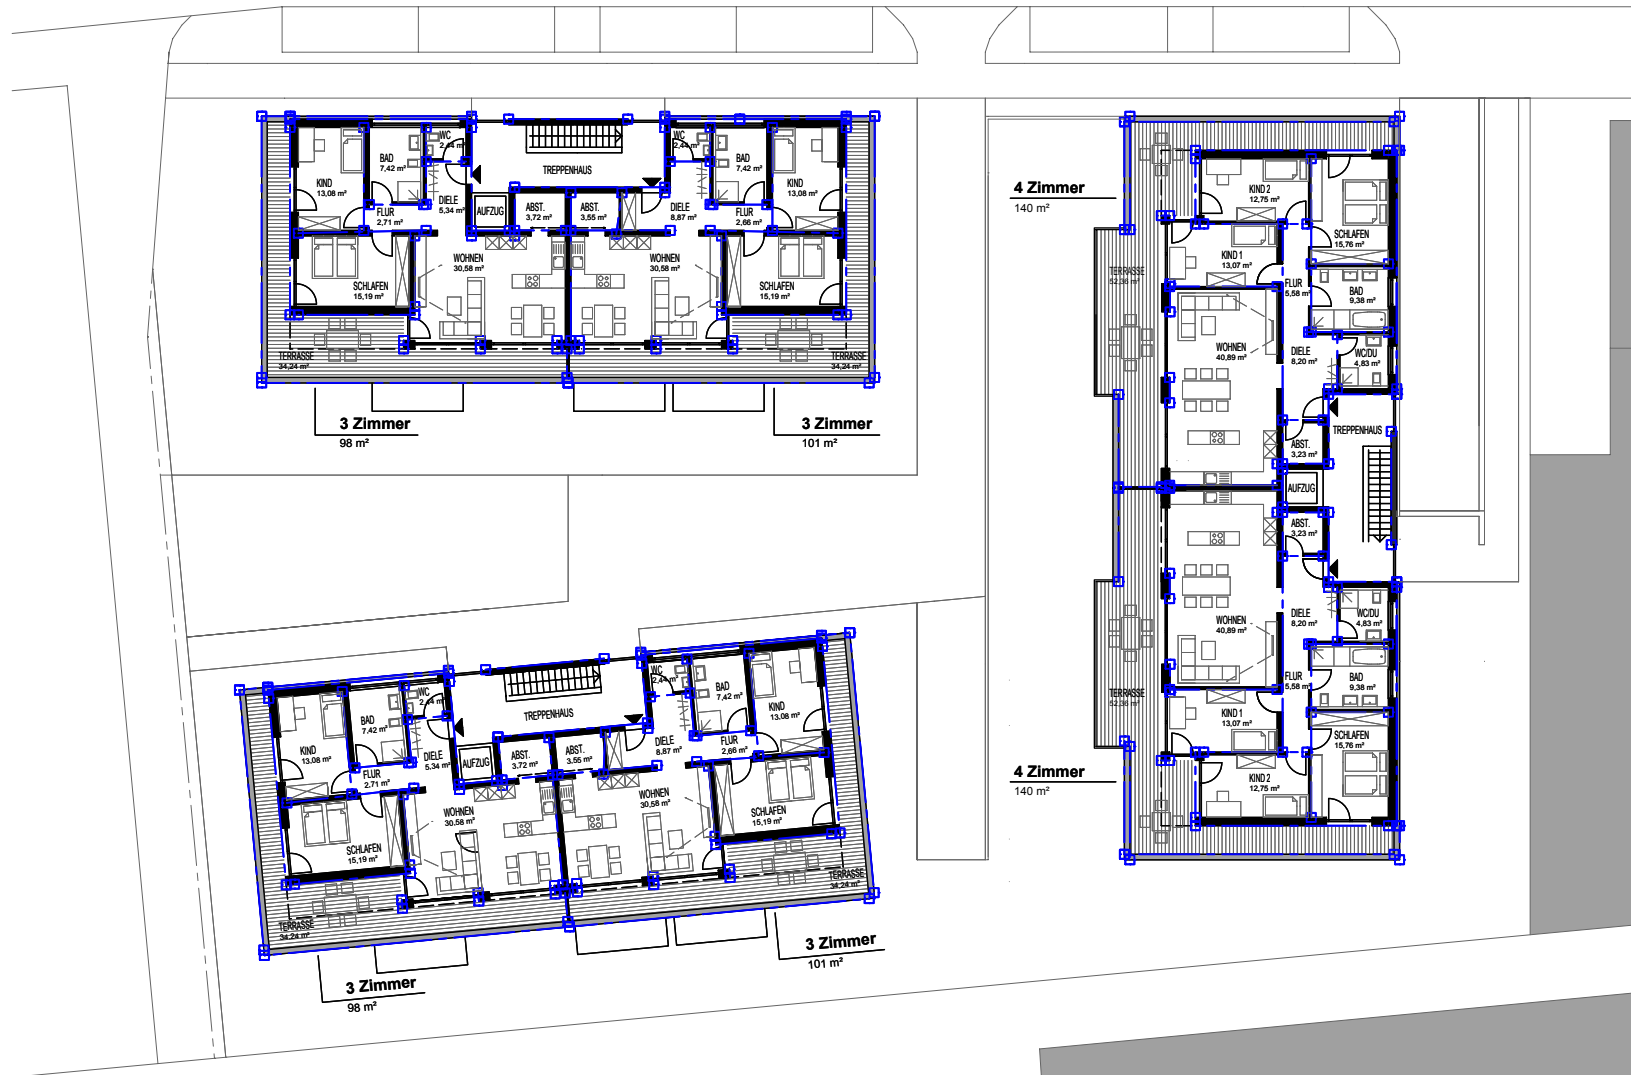 WC
2,44 m²
BAD
7,42 m²
KIND
13,08 m²
DIELE
5,34 m²
FLUR
2,71 m²
AUFZUG
TREPPENHAUS
ABST.
3,72 m²
ABST.
3,55 m²
WC
2,44 m²
BAD
7,42 m²
KIND
13,08 m²
DIELE
8,87 m²
FLUR
2,66 m²
WOHNEN
30,58 m²
WOHNEN
30,58 m²
SCHLAFEN
15,19 m²
SCHLAFEN
15,19 m²
TERRASSE
34,24 m²
TERRASSE
34,24 m²
3 Zimmer
98 m²
3 Zimmer
101 m²
4 Zimmer
140 m²
KIND 2
12,75 m²
SCHLAFEN
15,76 m²
KIND 1
13,07 m²
TERRASSE
52,36 m²
FLUR
5,58 m²
BAD
9,38 m²
WOHNEN
40,89 m²
DIELE
8,20 m²
WC/DU
4,83 m²
TREPPENHAUS
ABST.
3,23 m²
AUFZUG
ABST.
3,23 m²
WOHNEN
40,89 m²
DIELE
8,20 m²
WC/DU
4,83 m²
FLUR
5,58 m²
BAD
9,38 m²
TERRASSE
52,36 m²
KIND 1
13,07 m²
SCHLAFEN
15,76 m²
KIND 2
12,75 m²
4 Zimmer
140 m²
WC
2,44 m²
BAD
7,42 m²
KIND
13,08 m²
DIELE
5,34 m²
FLUR
2,71 m²
AUFZUG
TREPPENHAUS
ABST.
3,72 m²
ABST.
3,55 m²
WC
2,44 m²
BAD
7,42 m²
KIND
13,08 m²
DIELE
8,87 m²
FLUR
2,66 m²
WOHNEN
30,58 m²
WOHNEN
30,58 m²
SCHLAFEN
15,19 m²
SCHLAFEN
15,19 m²
TERRASSE
34,24 m²
TERRASSE
34,24 m²
3 Zimmer
98 m²
3 Zimmer
101 m²